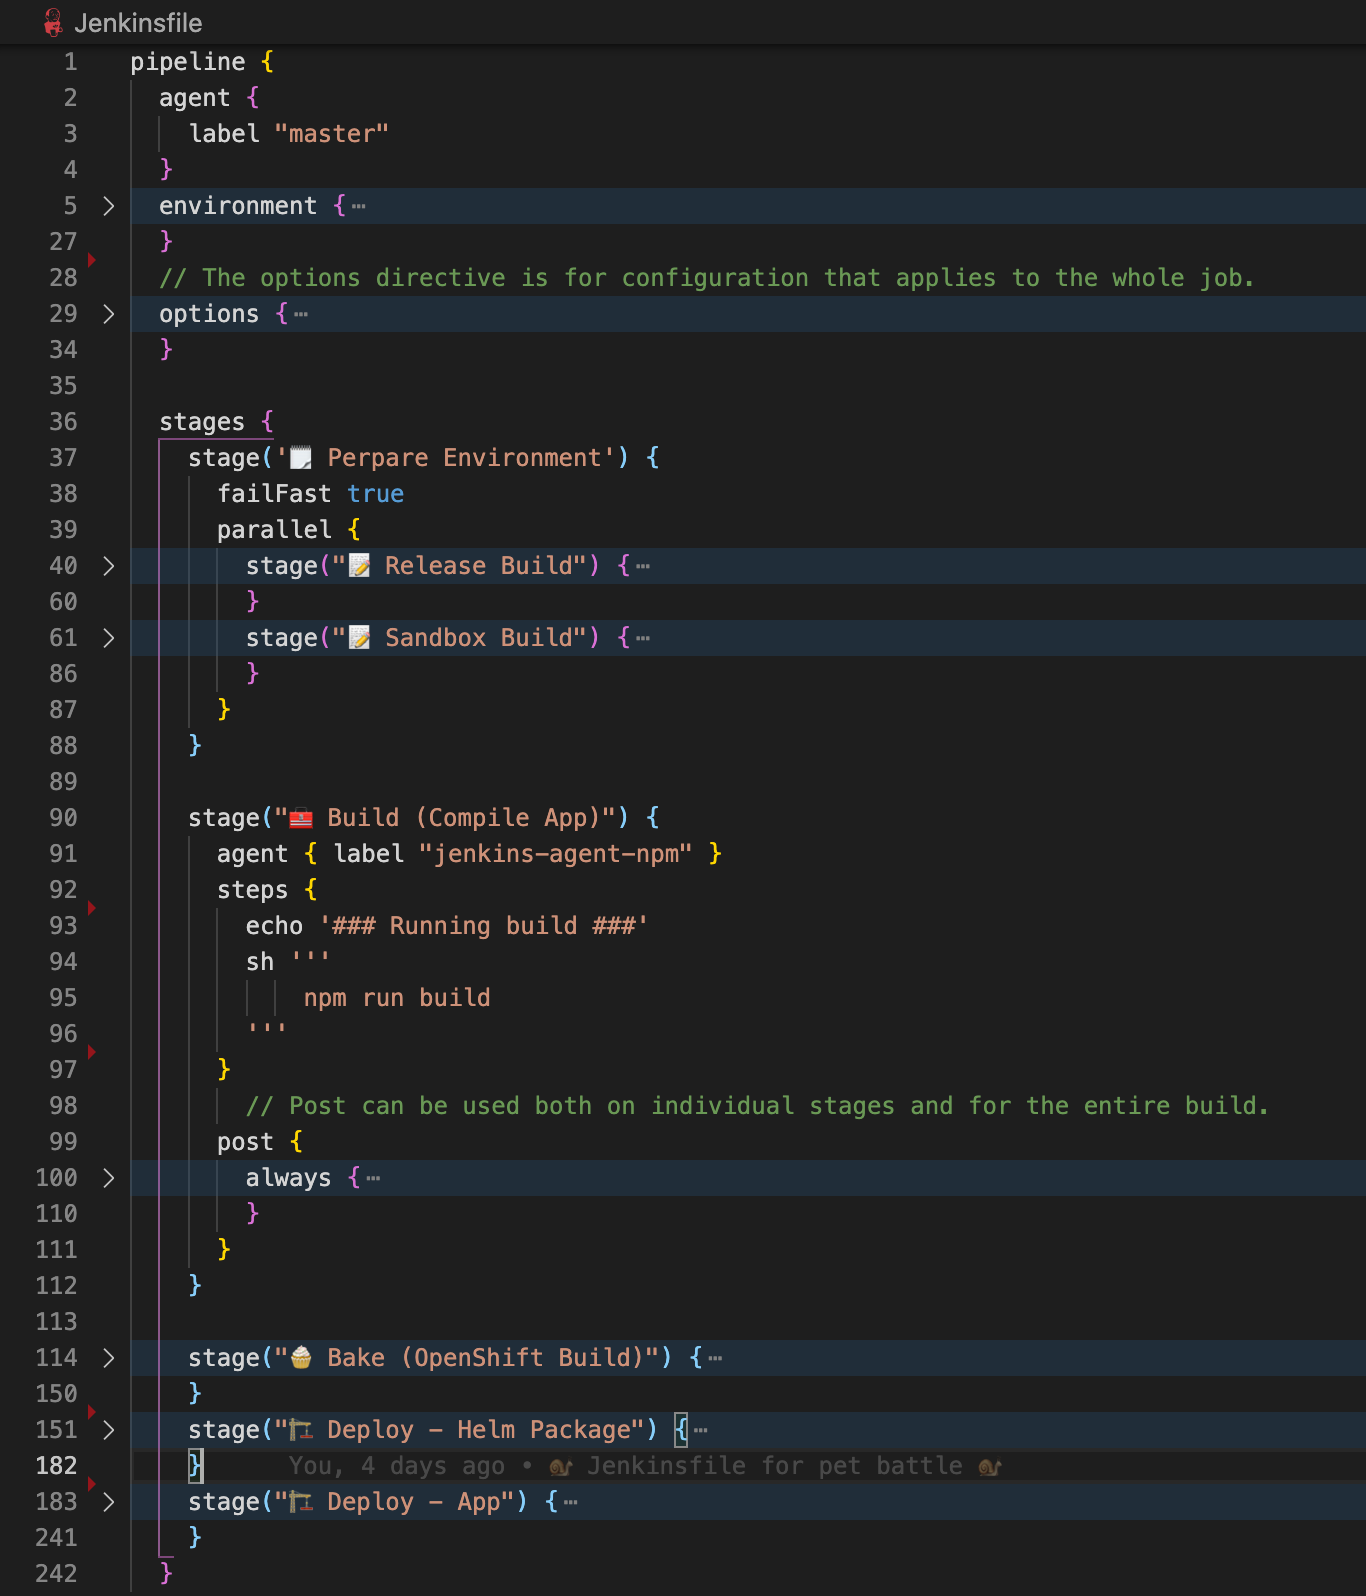 Jenkinsfile
1 pipeline {
2   agent {
3     label "master"
4   }
5   environment { ⋯
27   }
28   // The options directive is for configuration that applies to the whole job.
29   options { ⋯
34   }
35
36   stages {
37     stage('🗒️ Perpare Environment') {
38       failFast true
39       parallel {
40         stage("📝 Release Build") { ⋯
60         }
61         stage("📝 Sandbox Build") { ⋯
86         }
87       }
88     }
89
90     stage("🧰 Build (Compile App)") {
91       agent { label "jenkins-agent-npm" }
92       steps {
93         echo '### Running build ###'
94         sh '''
95             npm run build
96         '''
97       }
98         // Post can be used both on individual stages and for the entire build.
99       post {
100         always { ⋯
110         }
111       }
112     }
113
114     stage("🧁 Bake (OpenShift Build)") { ⋯
150     }
151     stage("🏗️ Deploy - Helm Package") { ⋯
182     }      You, 4 days ago • 🐌 Jenkinsfile for pet battle 🐌
183     stage("🏗️ Deploy - App") { ⋯
241     }
242   }